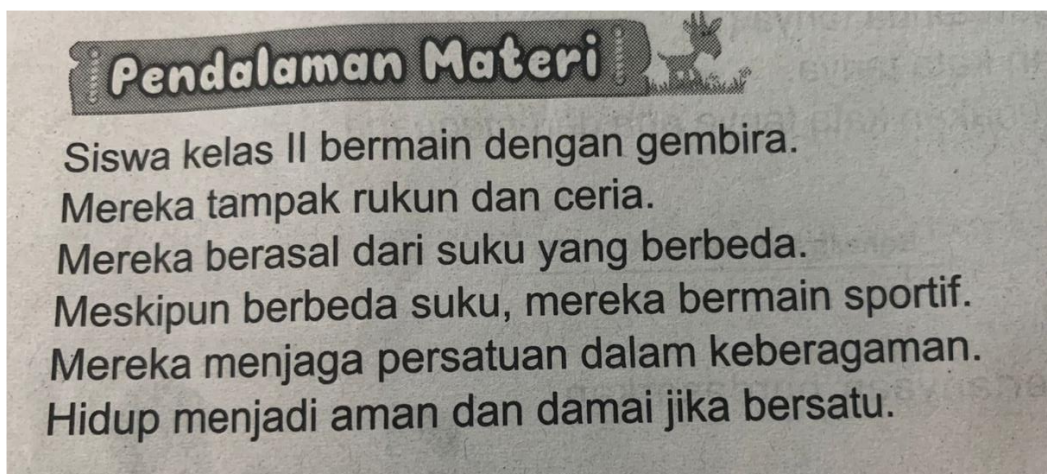 Pendalaman Materi
Siswa kelas II bermain dengan gembira.
Mereka tampak rukun dan ceria.
Mereka berasal dari suku yang berbeda.
Meskipun berbeda suku, mereka bermain sportif.
Mereka menjaga persatuan dalam keberagaman.
Hidup menjadi aman dan damai jika bersatu.